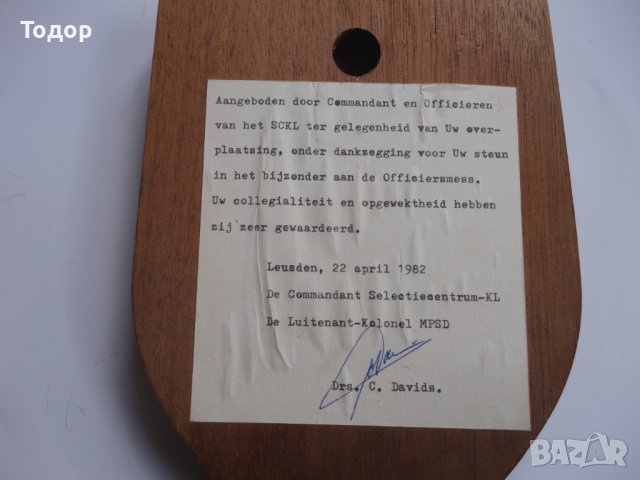 Тодор
Aangeboden door Commandant en Officieren
van het SCKL ter gelegenheid van Uw over-
plaatsing, onder dankzegging voor Uw steun
in het bijzonder aan de Officiersmess.
Uw collegialiteit en opgewektheid hebben
zij zeer gewaardeerd.
Leusden, 22 april 1982
De Commandant Selectiecentrum-KL
De Luitenant-Kolonel MPSD
Drs. C. Davids.
BAZAR